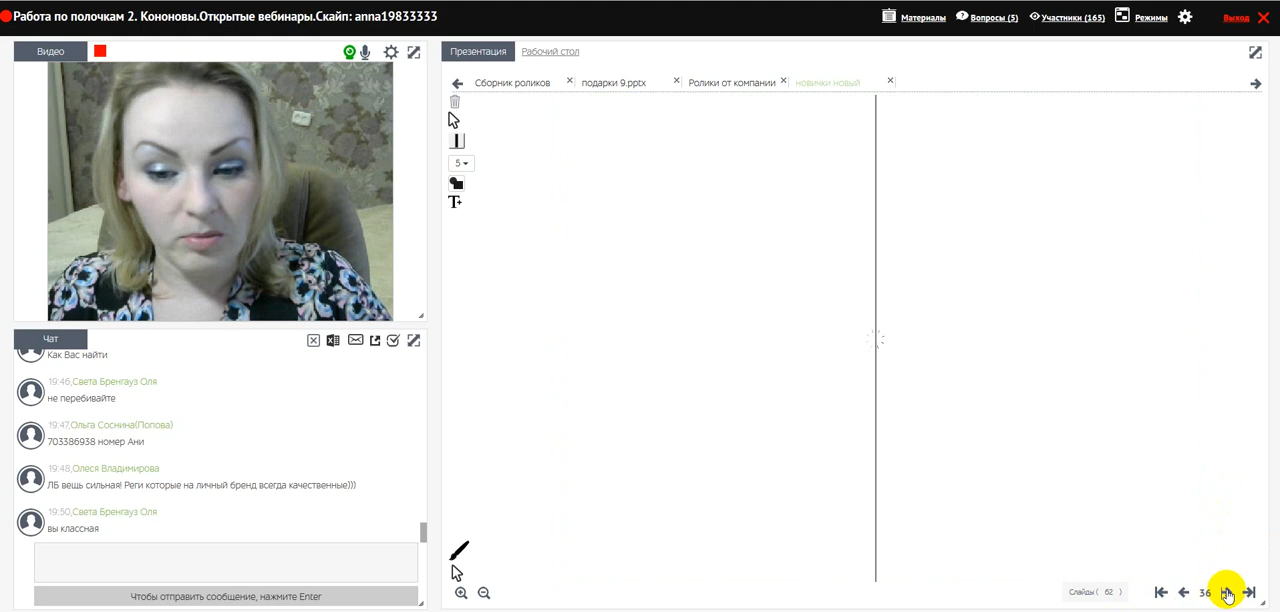 Работа по полочкам 2. Кононовы.Открытые вебинары.Скайп: anna19833333
Материалы
Вопросы (5)
Участники (165)
Режимы
Выход
Видео
Презентация
Рабочий стол
Сборник роликов
подарки 9.pptx
Ролики от компании
новички новый
5
T+
Чат
Как Вас найти
19:46,Света Бренгауз Оля
не перебивайте
19:47,Ольга Соснина(Попова)
703386938 номер Ани
19:48,Олеся Владимирова
ЛБ вещь сильная! Реги которые на личный бренд всегда качественные)))
19:50,Света Бренгауз Оля
вы классная
Чтобы отправить сообщение, нажмите Enter
Слайды ( 62 )
36